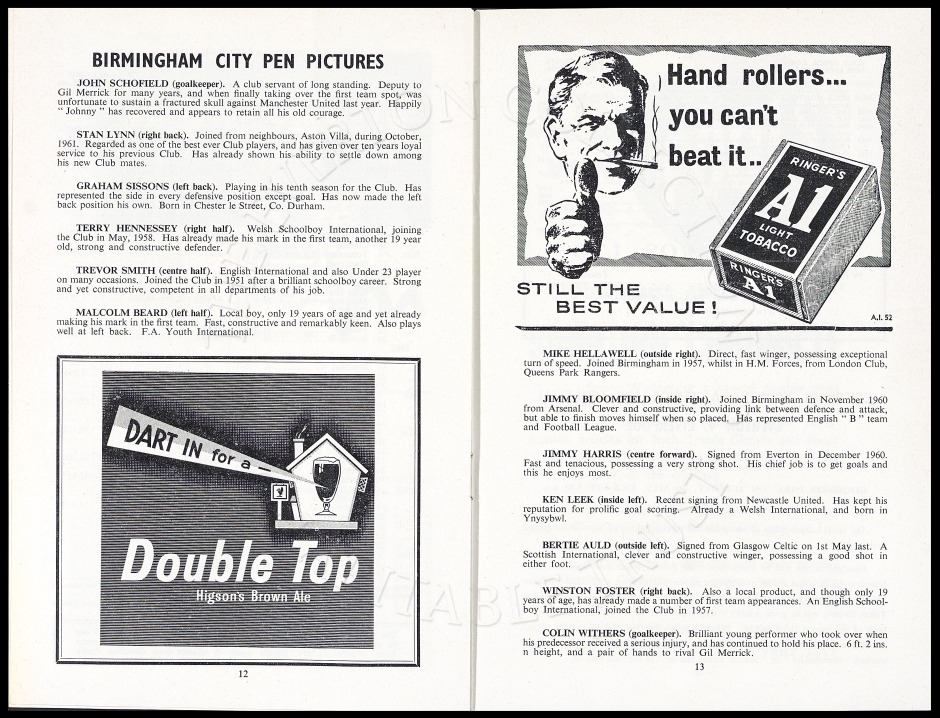 BIRMINGHAM CITY PEN PICTURES
JOHN SCHOFIELD (goalkeeper). A club servant of long standing. Deputy to
Gil Merrick for many years, and when finally taking over the first team spot, was
unfortunate to sustain a fractured skull against Manchester United last year. Happily
" Johnny " has recovered and appears to retain all his old courage.
STAN LYNN (right back). Joined from neighbours, Aston Villa, during October,
1961. Regarded as one of the best ever Club players, and has given over ten years loyal
service to his previous Club. Has already shown his ability to settle down among
his new Club mates.
GRAHAM SISSONS (left back). Playing in his tenth season for the Club. Has
represented the side in every defensive position except goal. Has now made the left
back position his own. Born in Chester le Street, Co. Durham.
TERRY HENNESSEY (right half). Welsh Schoolboy International, joining
the Club in May, 1958. Has already made his mark in the first team, another 19 year
old, strong and constructive defender.
TREVOR SMITH (centre half). English International and also Under 23 player
on many occasions. Joined the Club in 1951 after a brilliant schoolboy career. Strong
and yet constructive, competent in all departments of his job.
MALCOLM BEARD (left half). Local boy, only 19 years of age and yet already
making his mark in the first team. Fast, constructive and remarkably keen. Also plays
well at left back. F.A. Youth International.
DART IN for a —
Double Top
Higson's Brown Ale
12
Hand rollers...
you can't
beat it..
RINGER'S
A1
LIGHT
TOBACCO
RINGER'S
A1
STILL THE
BEST VALUE!
A.I. 52
MIKE HELLAWELL (outside right). Direct, fast winger, possessing exceptional
turn of speed. Joined Birmingham in 1957, whilst in H.M. Forces, from London Club,
Queens Park Rangers.
JIMMY BLOOMFIELD (inside right). Joined Birmingham in November 1960
from Arsenal. Clever and constructive, providing link between defence and attack,
but able to finish moves himself when so placed. Has represented English " B " team
and Football League.
JIMMY HARRIS (centre forward). Signed from Everton in December 1960.
Fast and tenacious, possessing a very strong shot. His chief job is to get goals and
this he enjoys most.
KEN LEEK (inside left). Recent signing from Newcastle United. Has kept his
reputation for prolific goal scoring. Already a Welsh International, and born in
Ynysybwl.
BERTIE AULD (outside left). Signed from Glasgow Celtic on 1st May last. A
Scottish International, clever and constructive winger, possessing a good shot in
either foot.
WINSTON FOSTER (right back). Also a local product, and though only 19
years of age, has already made a number of first team appearances. An English School-
boy International, joined the Club in 1957.
COLIN WITHERS (goalkeeper). Brilliant young performer who took over when
his predecessor received a serious injury, and has continued to hold his place. 6 ft. 2 ins.
n height, and a pair of hands to rival Gil Merrick.
13